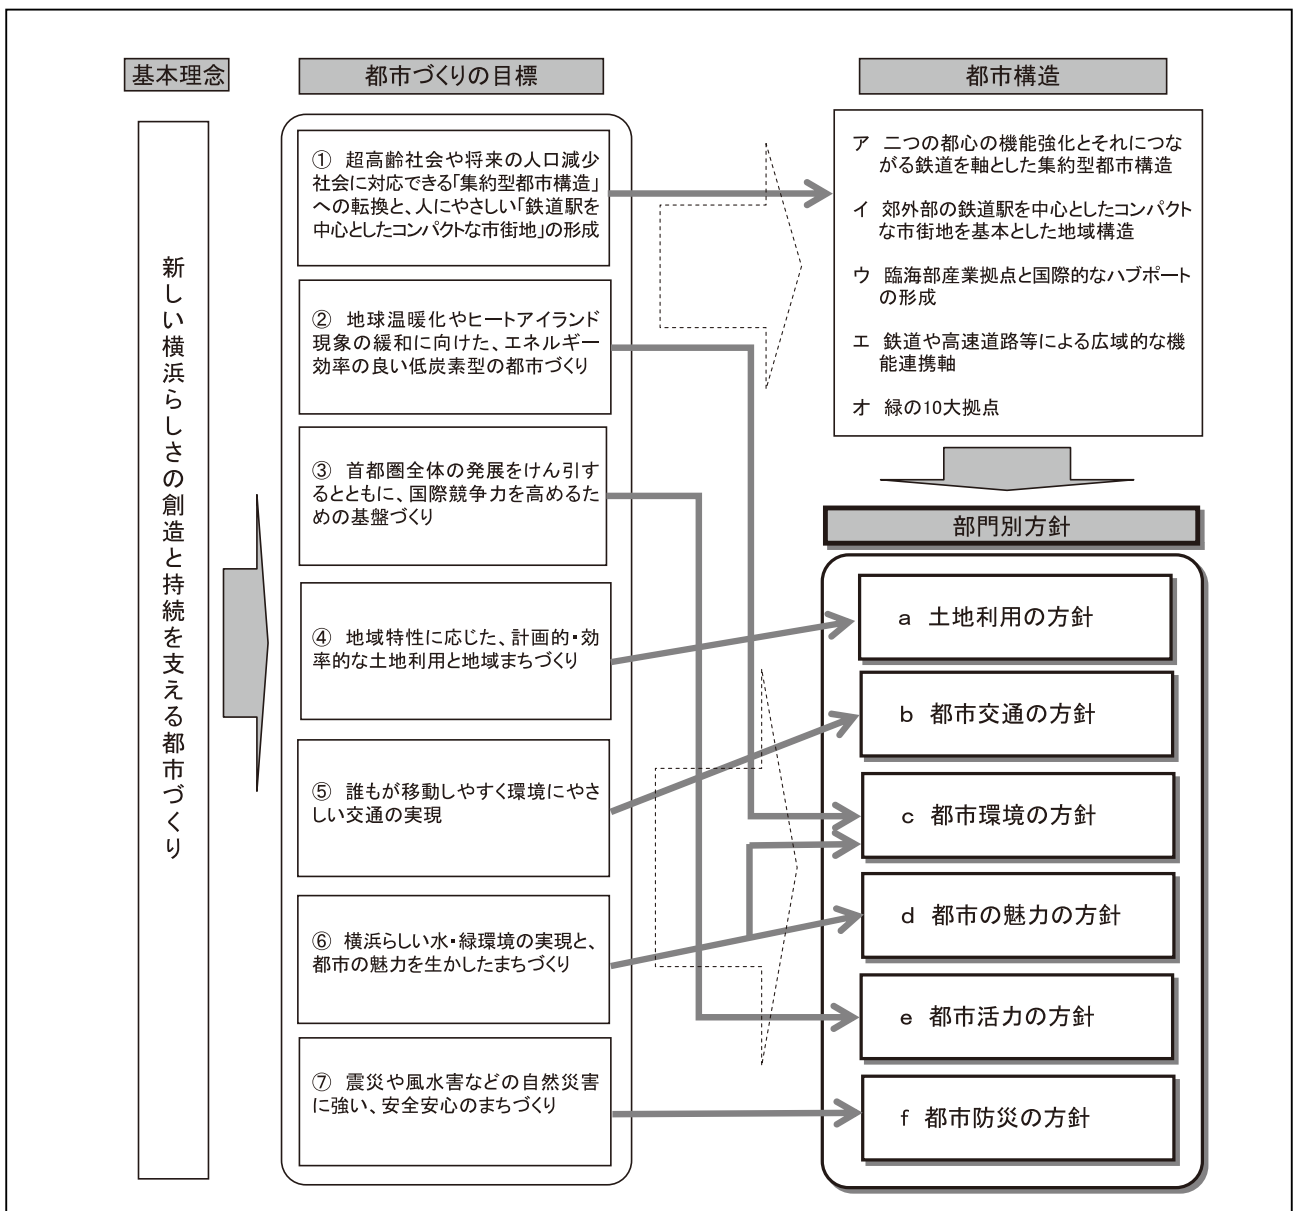 基本理念
新しい横浜らしさの創造と持続を支える都市づくり
都市づくりの目標
① 超高齢社会や将来の人口減少
社会に対応できる「集約型都市構造」
への転換と、人にやさしい「鉄道駅を
中心としたコンパクトな市街地」の形成
② 地球温暖化やヒートアイランド
現象の緩和に向けた、エネルギー
効率の良い低炭素型の都市づくり
③ 首都圏全体の発展をけん引す
るとともに、国際競争力を高めるた
めの基盤づくり
④ 地域特性に応じた、計画的・効
率的な土地利用と地域まちづくり
⑤ 誰もが移動しやすく環境にやさ
しい交通の実現
⑥ 横浜らしい水・緑環境の実現と、
都市の魅力を生かしたまちづくり
⑦ 震災や風水害などの自然災害
に強い、安全安心のまちづくり
都市構造
ア 二つの都心の機能強化とそれにつな
がる鉄道を軸とした集約型都市構造
イ 郊外部の鉄道駅を中心としたコンパクト
な市街地を基本とした地域構造
ウ 臨海部産業拠点と国際的なハブポート
の形成
エ 鉄道や高速道路等による広域的な機
能連携軸
オ 緑の10大拠点
部門別方針
a 土地利用の方針
b 都市交通の方針
c 都市環境の方針
d 都市の魅力の方針
e 都市活力の方針
f 都市防災の方針